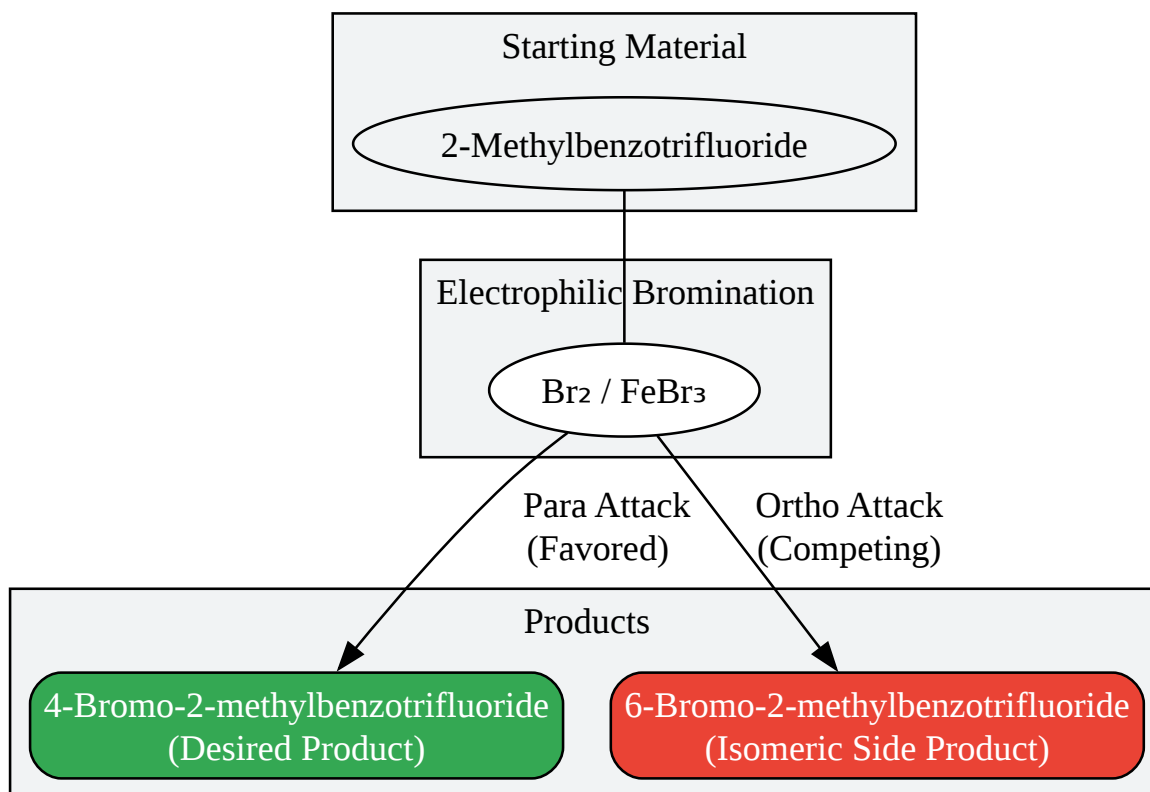 Starting Material
2-Methylbenzotrifluoride
Electrophilic Bromination
Br₂ / FeBr₃
Para Attack
(Favored)
Ortho Attack
(Competing)
Products
4-Bromo-2-methylbenzotrifluoride
(Desired Product)
6-Bromo-2-methylbenzotrifluoride
(Isomeric Side Product)